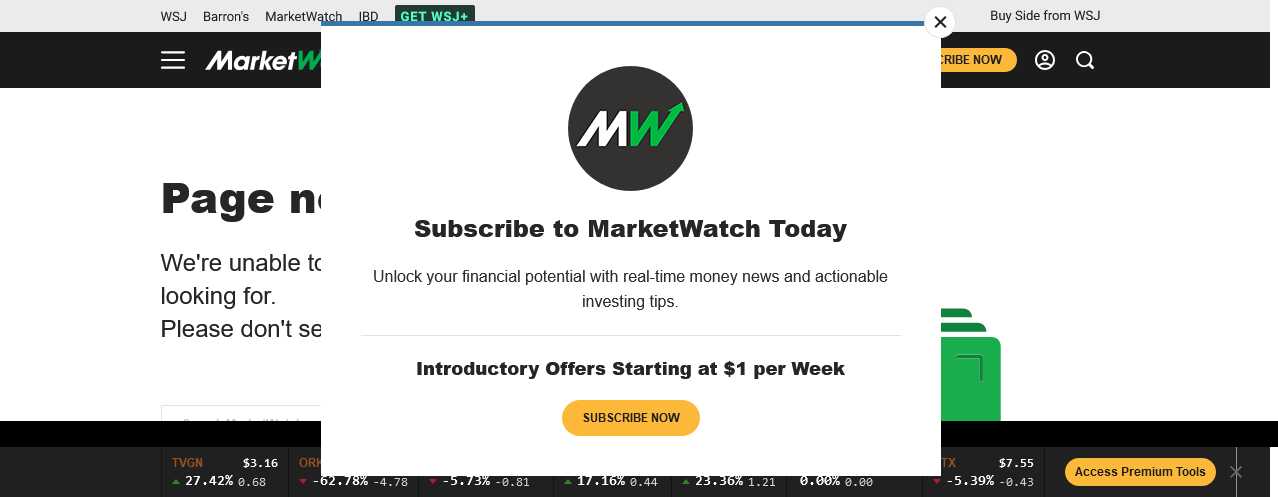 WSJ Barron's MarketWatch IBD GET WSJ+ Buy Side from WSJ
MarketW CRIBE NOW
MW
Subscribe to MarketWatch Today
Page n
Unlock your financial potential with real-time money news and actionable
investing tips.
We're unable to
looking for.
Please don't se
Introductory Offers Starting at $1 per Week
SUBSCRIBE NOW
TVGN $3.16 ORK TX $7.55
27.42% 0.68 -62.78% -4.78 -5.73% -0.81 17.16% 0.44 23.36% 1.21 0.00% 0.00 -5.39% -0.43
Access Premium Tools